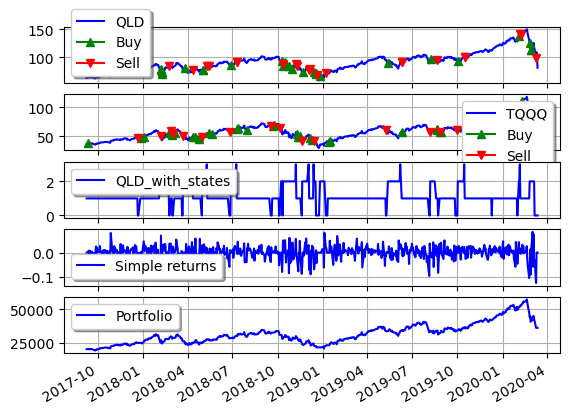 150
100
QLD
Buy
Sell
100
50
TQQQ
Buy
Sell
2
0
QLD_with_states
0.0
−0.1
Simple returns
50000
25000
Portfolio
2017-10 2018-01 2018-04 2018-07 2018-10 2019-01 2019-04 2019-07 2019-10 2020-01 2020-04